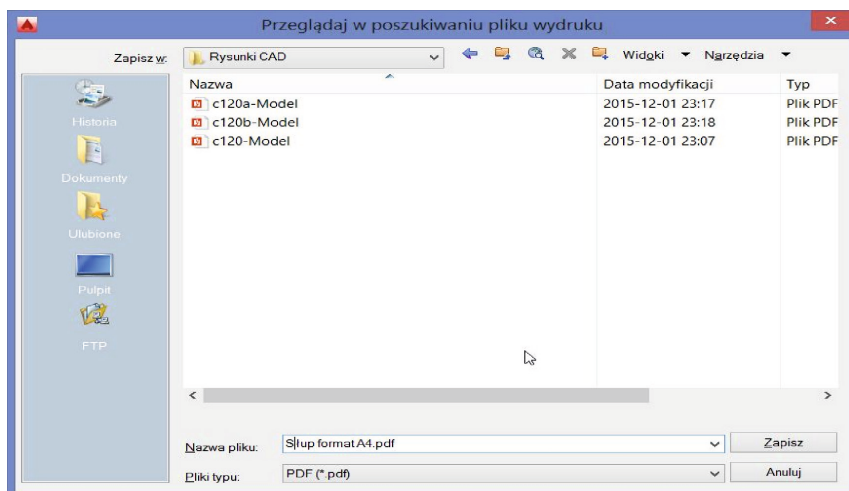 Przeglądaj w poszukiwaniu pliku wydruku
Zapisz w: Rysunki CAD Widoki Narzędzia
Nazwa Data modyfikacji Typ
c120a-Model 2015-12-01 23:17 Plik PDF
c120b-Model 2015-12-01 23:18 Plik PDF
c120-Model 2015-12-01 23:07 Plik PDF
Historia
Dokumenty
Ulubione
Pulpit
FTP
Nazwa pliku: Słup format A4.pdf Zapisz
Pliki typu: PDF (*.pdf) Anuluj